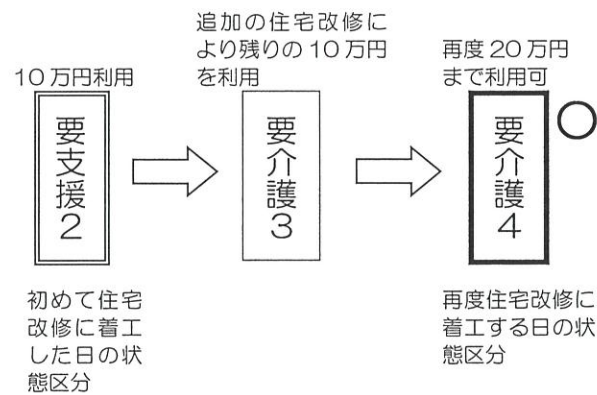 10万円利用
追加の住宅改修に
より残りの10万円
を利用
再度20万円
まで利用可
要支援2
要介護3
要介護4
初めて住宅
改修に着工
した日の状
態区分
再度住宅改修に
着工する日の状
態区分